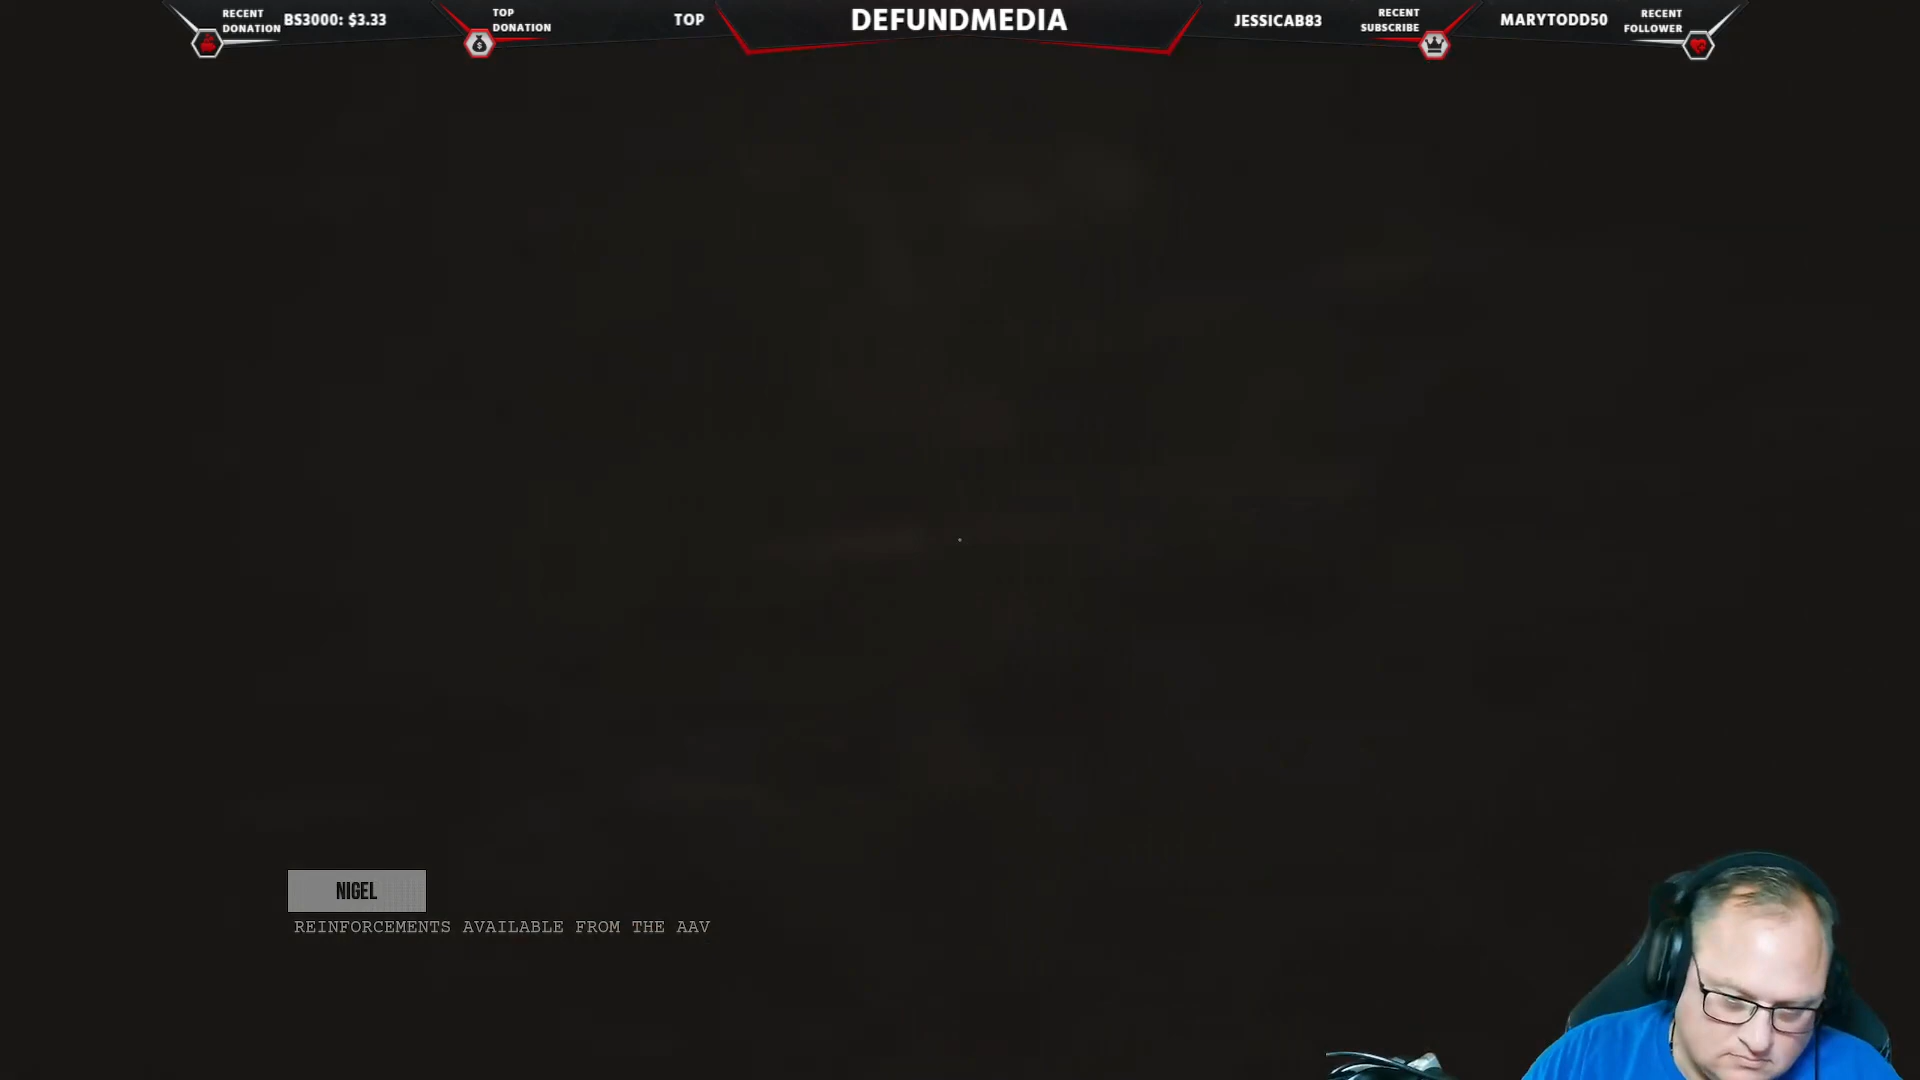 RECENT
DONATION
BS3000: $3.33
TOP
DONATION
TOP
DEFUNDMEDIA
JESSICAB83
RECENT
SUBSCRIBE
MARYTODD50
RECENT
FOLLOWER
NIGEL
REINFORCEMENTS AVAILABLE FROM THE AAV